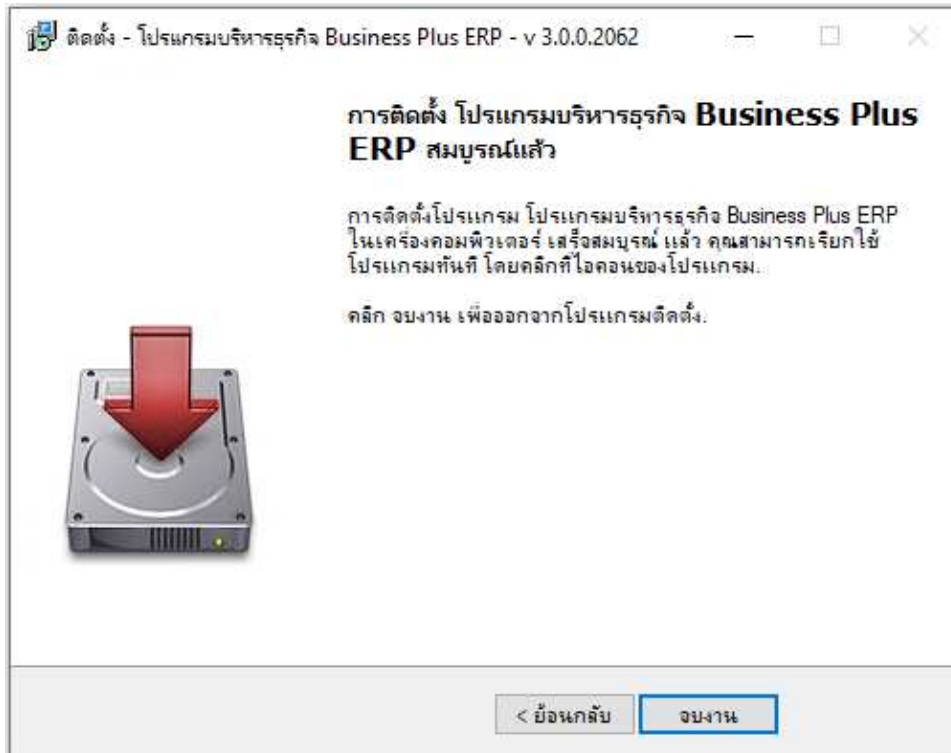 ติดตั้ง - โปรแกรมบริหารธุรกิจ Business Plus ERP - v 3.0.0.2062
การติดตั้ง โปรแกรมบริหารธุรกิจ Business Plus
ERP สมบูรณ์แล้ว
การติดตั้งโปรแกรม โปรแกรมบริหารธุรกิจ Business Plus ERP
ในเครื่องคอมพิวเตอร์ เสร็จสมบูรณ์ แล้ว คุณสามารถเรียกใช้
โปรแกรมทันที โดยคลิกที่ไอคอนของโปรแกรม.
คลิก จบงาน เพื่อออกจากโปรแกรมติดตั้ง.
< ย้อนกลับ
จบงาน